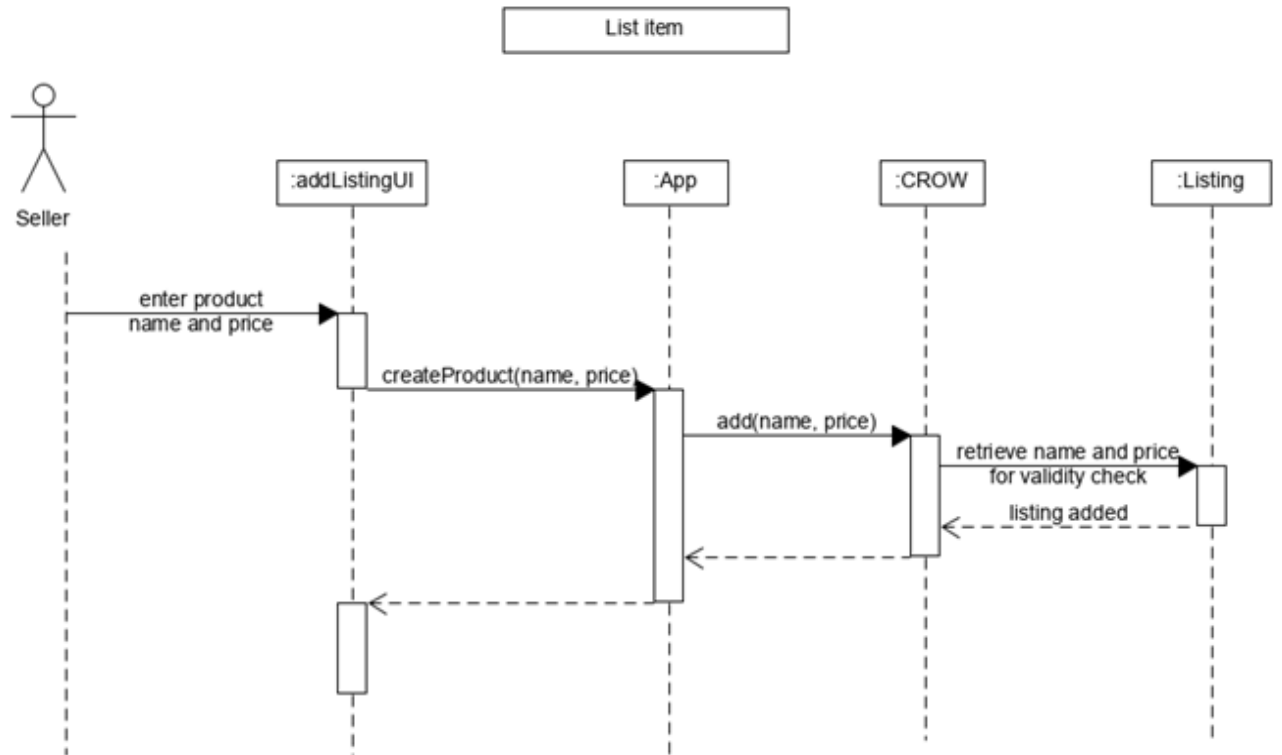 List item
Seller
:addListingUI
:App
:CROW
:Listing
enter product
name and price
createProduct(name, price)
add(name, price)
retrieve name and price
for validity check
listing added